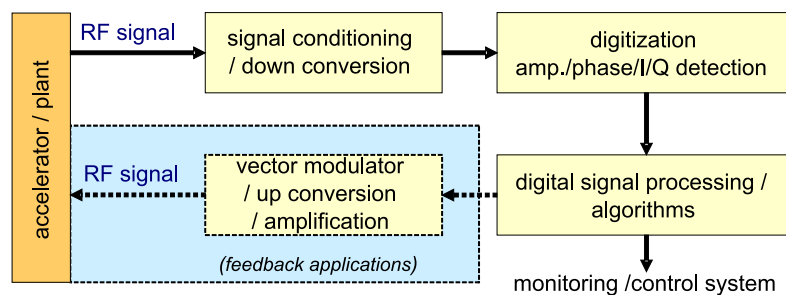 accelerator / plant
RF signal
signal conditioning
/ down conversion
digitization
amp./phase/I/Q detection
RF signal
vector modulator
/ up conversion
/ amplification
digital signal processing /
algorithms
(feedback applications)
monitoring /control system